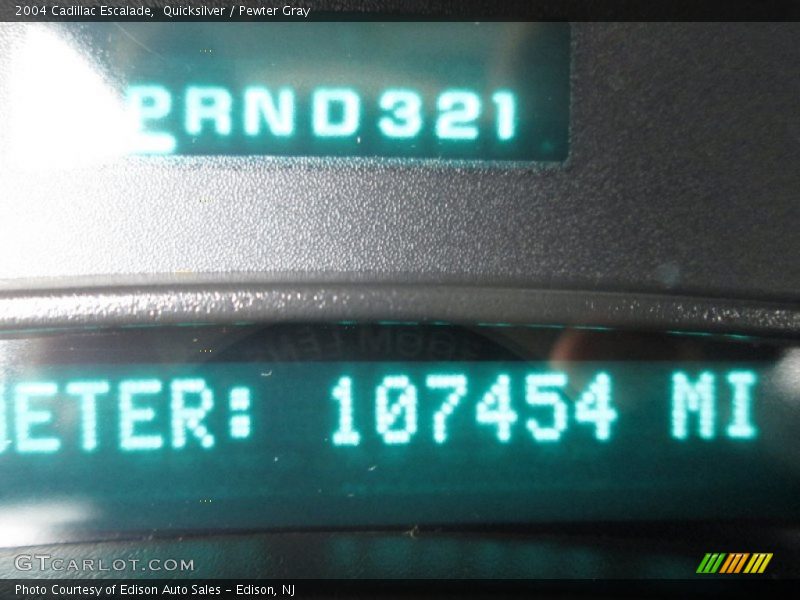 2004 Cadillac Escalade, Quicksilver / Pewter Gray
PRND321
METER: 107454 MI
GTCARLOT.COM
Photo Courtesy of Edison Auto Sales - Edison, NJ